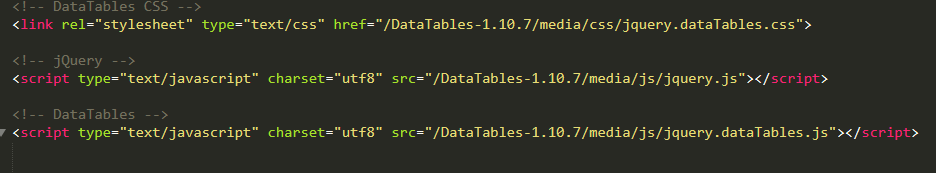 <!-- DataTables CSS -->
<link rel="stylesheet" type="text/css" href="/DataTables-1.10.7/media/css/jquery.dataTables.css">
<!-- jQuery -->
<script type="text/javascript" charset="utf8" src="/DataTables-1.10.7/media/js/jquery.js"></script>
<!-- DataTables -->
<script type="text/javascript" charset="utf8" src="/DataTables-1.10.7/media/js/jquery.dataTables.js"></script>